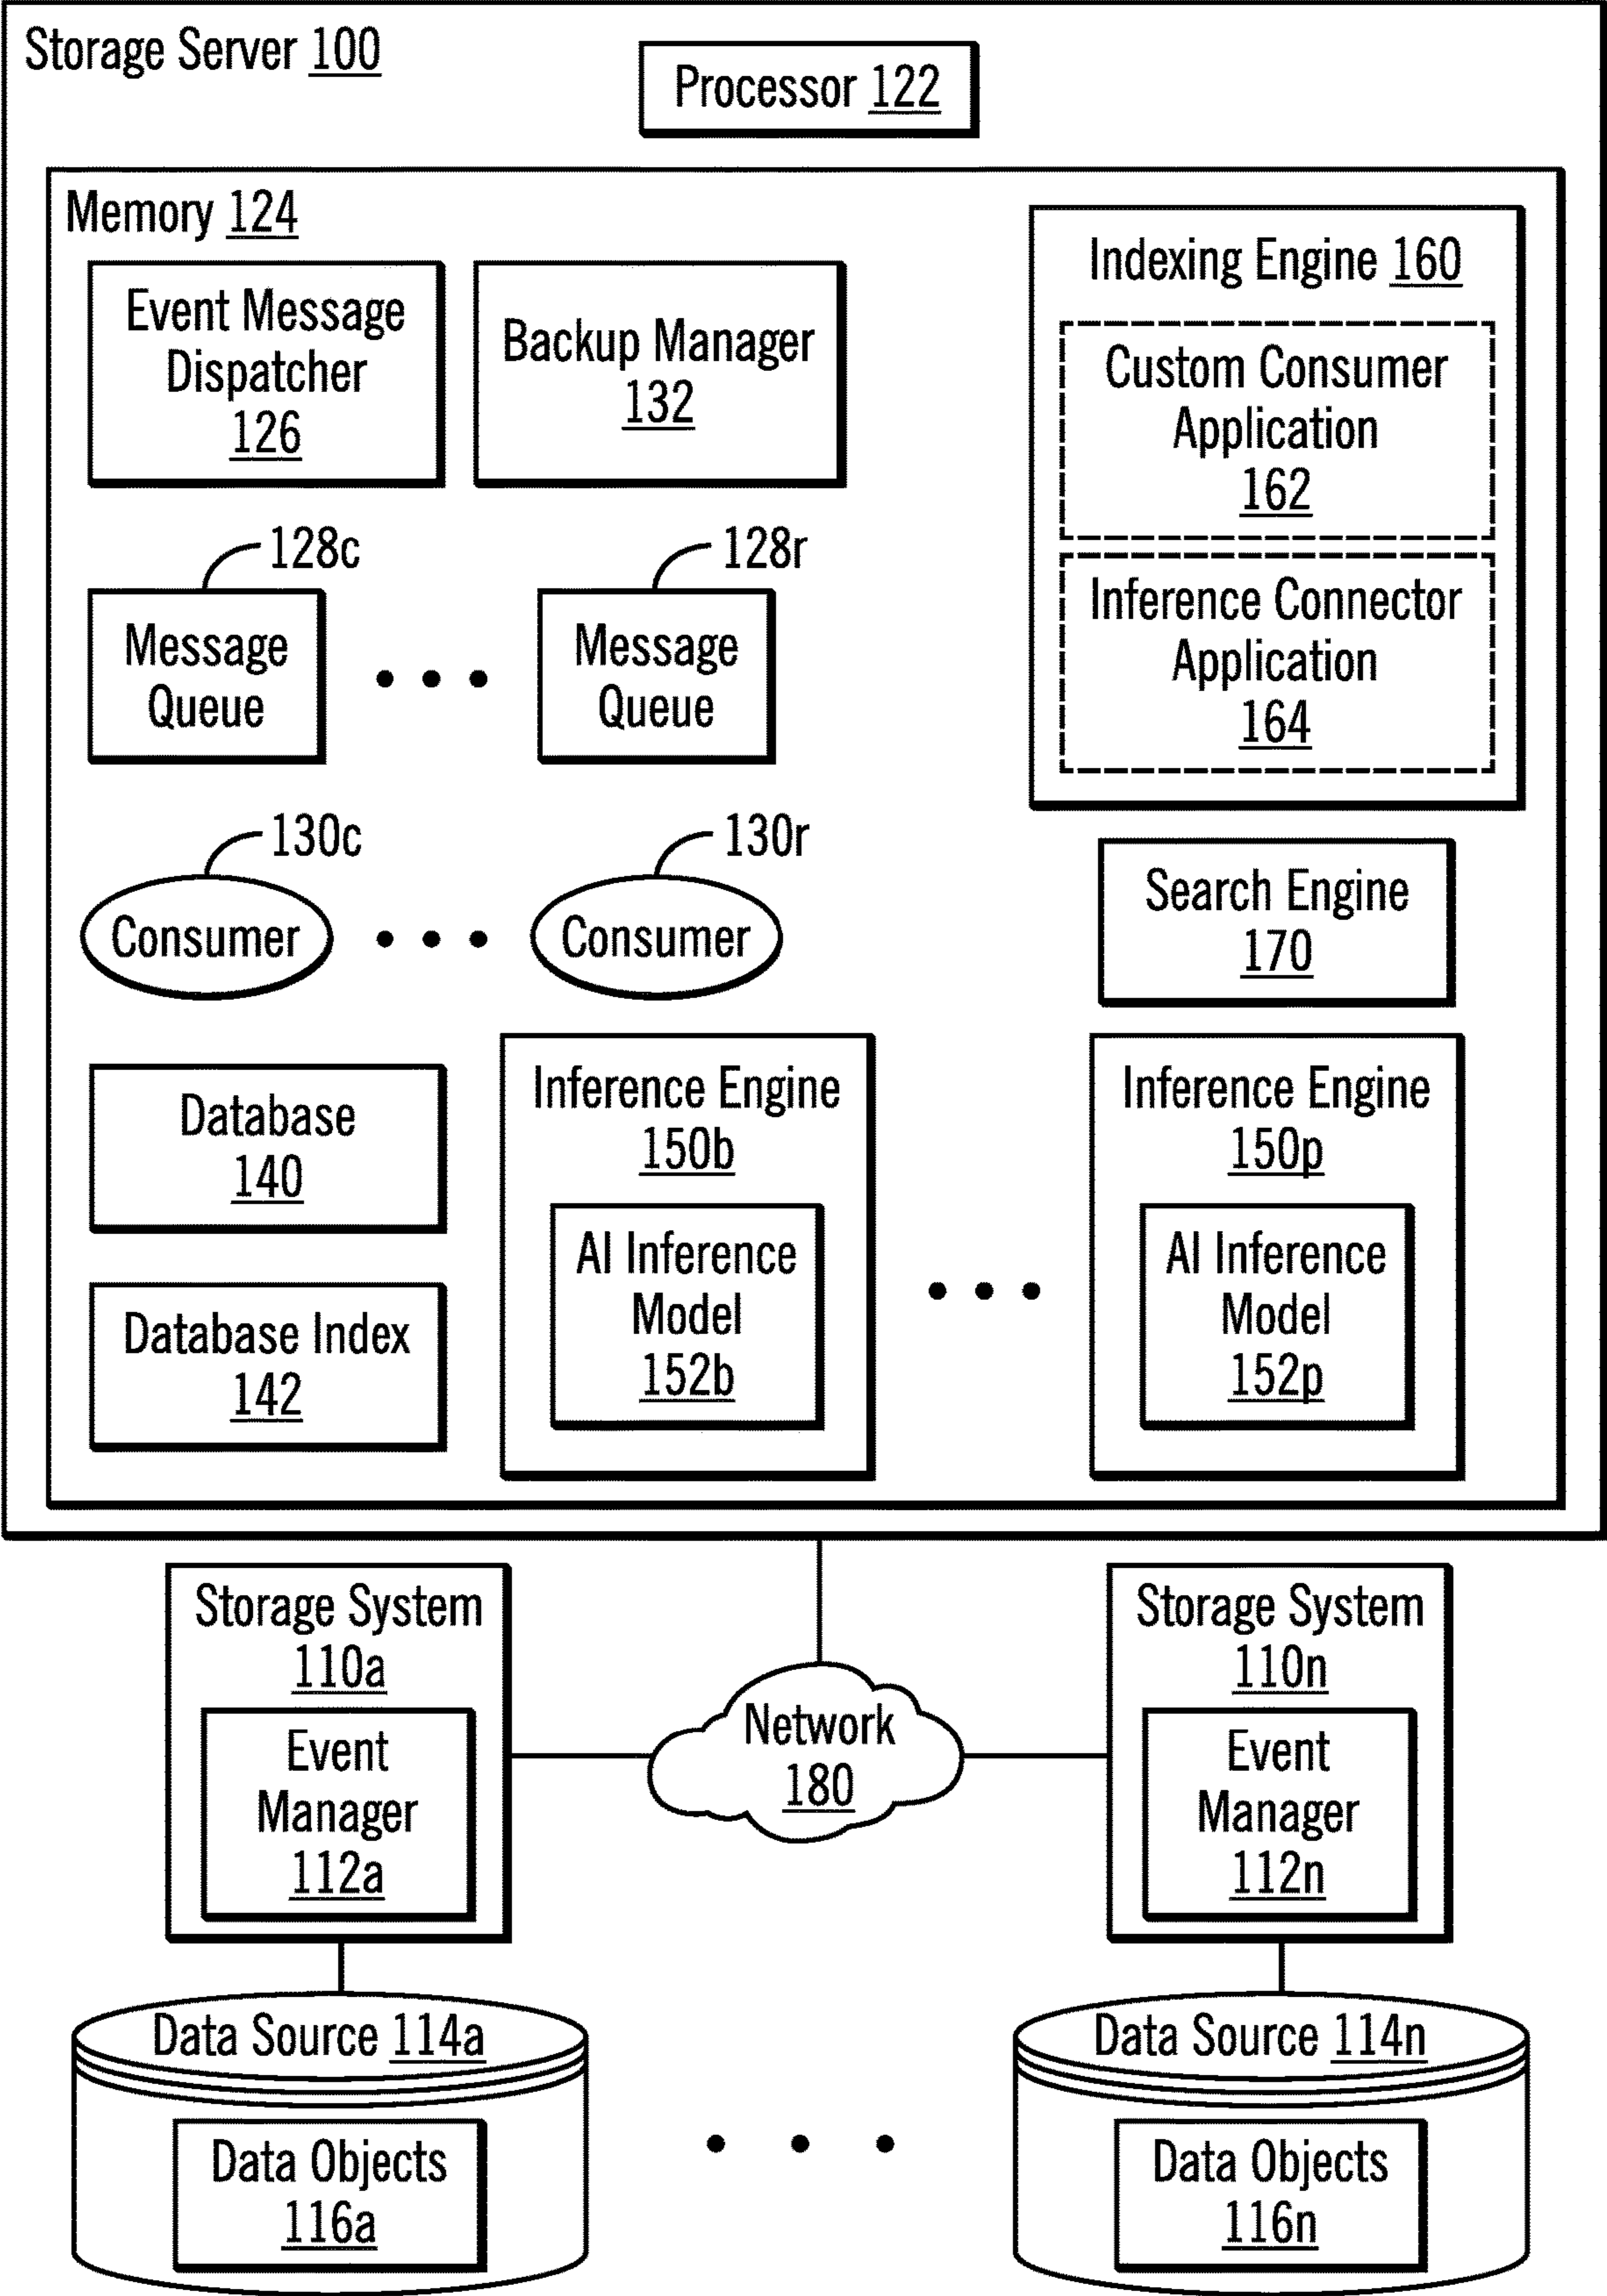 Storage Server 100
Processor 122
Memory 124
Event Message
Dispatcher
126
Backup Manager
132
Indexing Engine 160
Custom Consumer
Application
162
Inference Connector
Application
164
128c
128r
Message
Queue
Message
Queue
130c
130r
Consumer
Consumer
Search Engine
170
Database
140
Database Index
142
Inference Engine
150b
AI Inference
Model
152b
Inference Engine
150p
AI Inference
Model
152p
Storage System
110a
Event
Manager
112a
Network
180
Storage System
110n
Event
Manager
112n
Data Source 114a
Data Objects
116a
Data Source 114n
Data Objects
116n